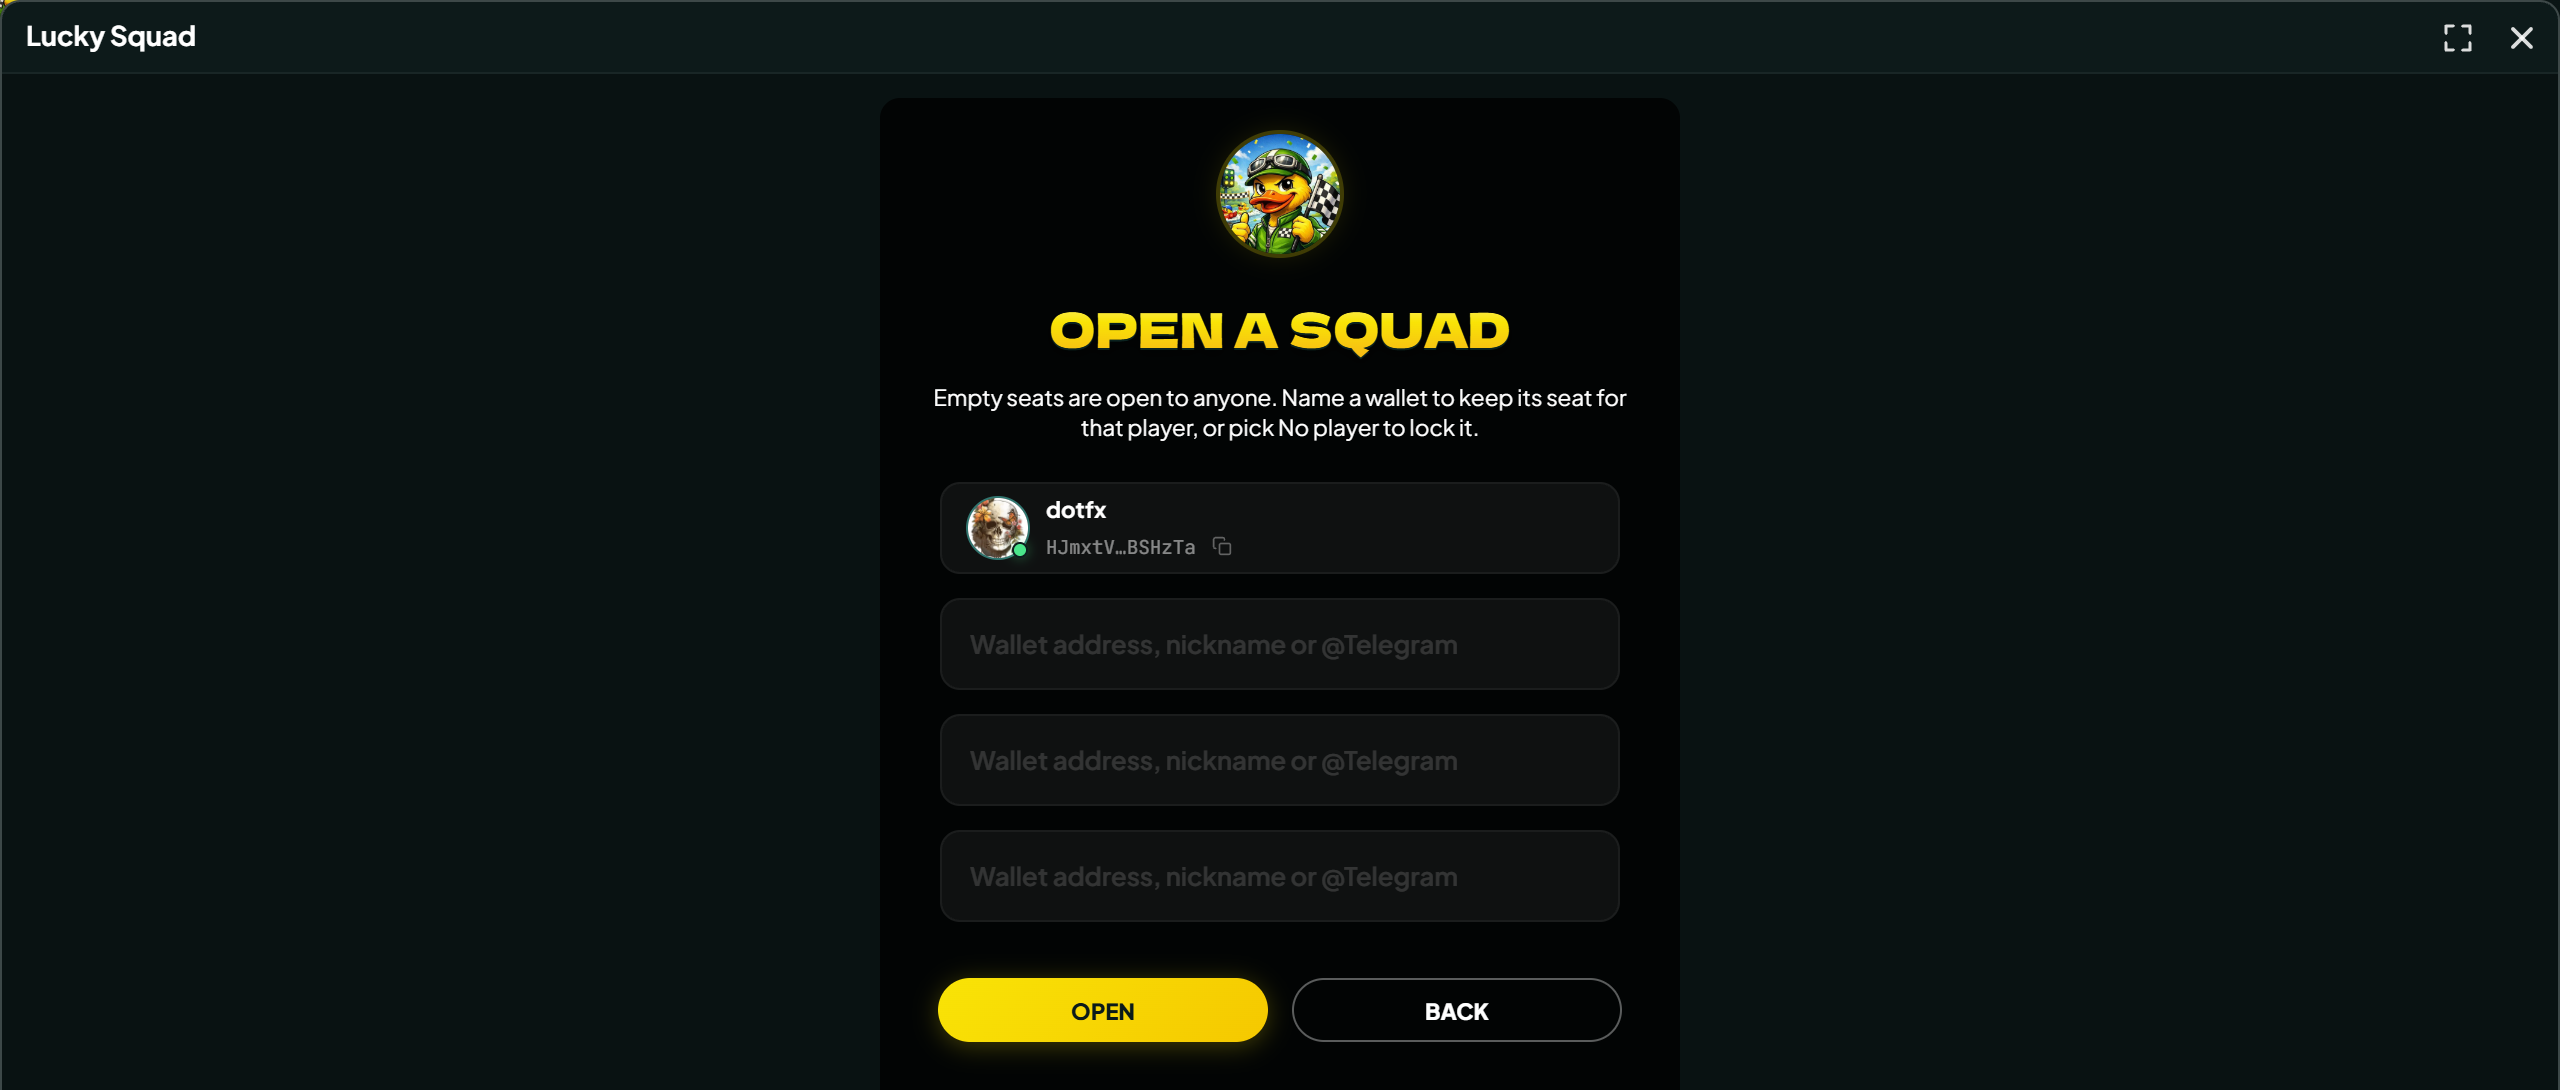 Lucky Squad
OPEN A SQUAD
Empty seats are open to anyone. Name a wallet to keep its seat for
that player, or pick No player to lock it.
dotfx
HJmxtV…BSHzTa
Wallet address, nickname or @Telegram
Wallet address, nickname or @Telegram
Wallet address, nickname or @Telegram
OPEN
BACK